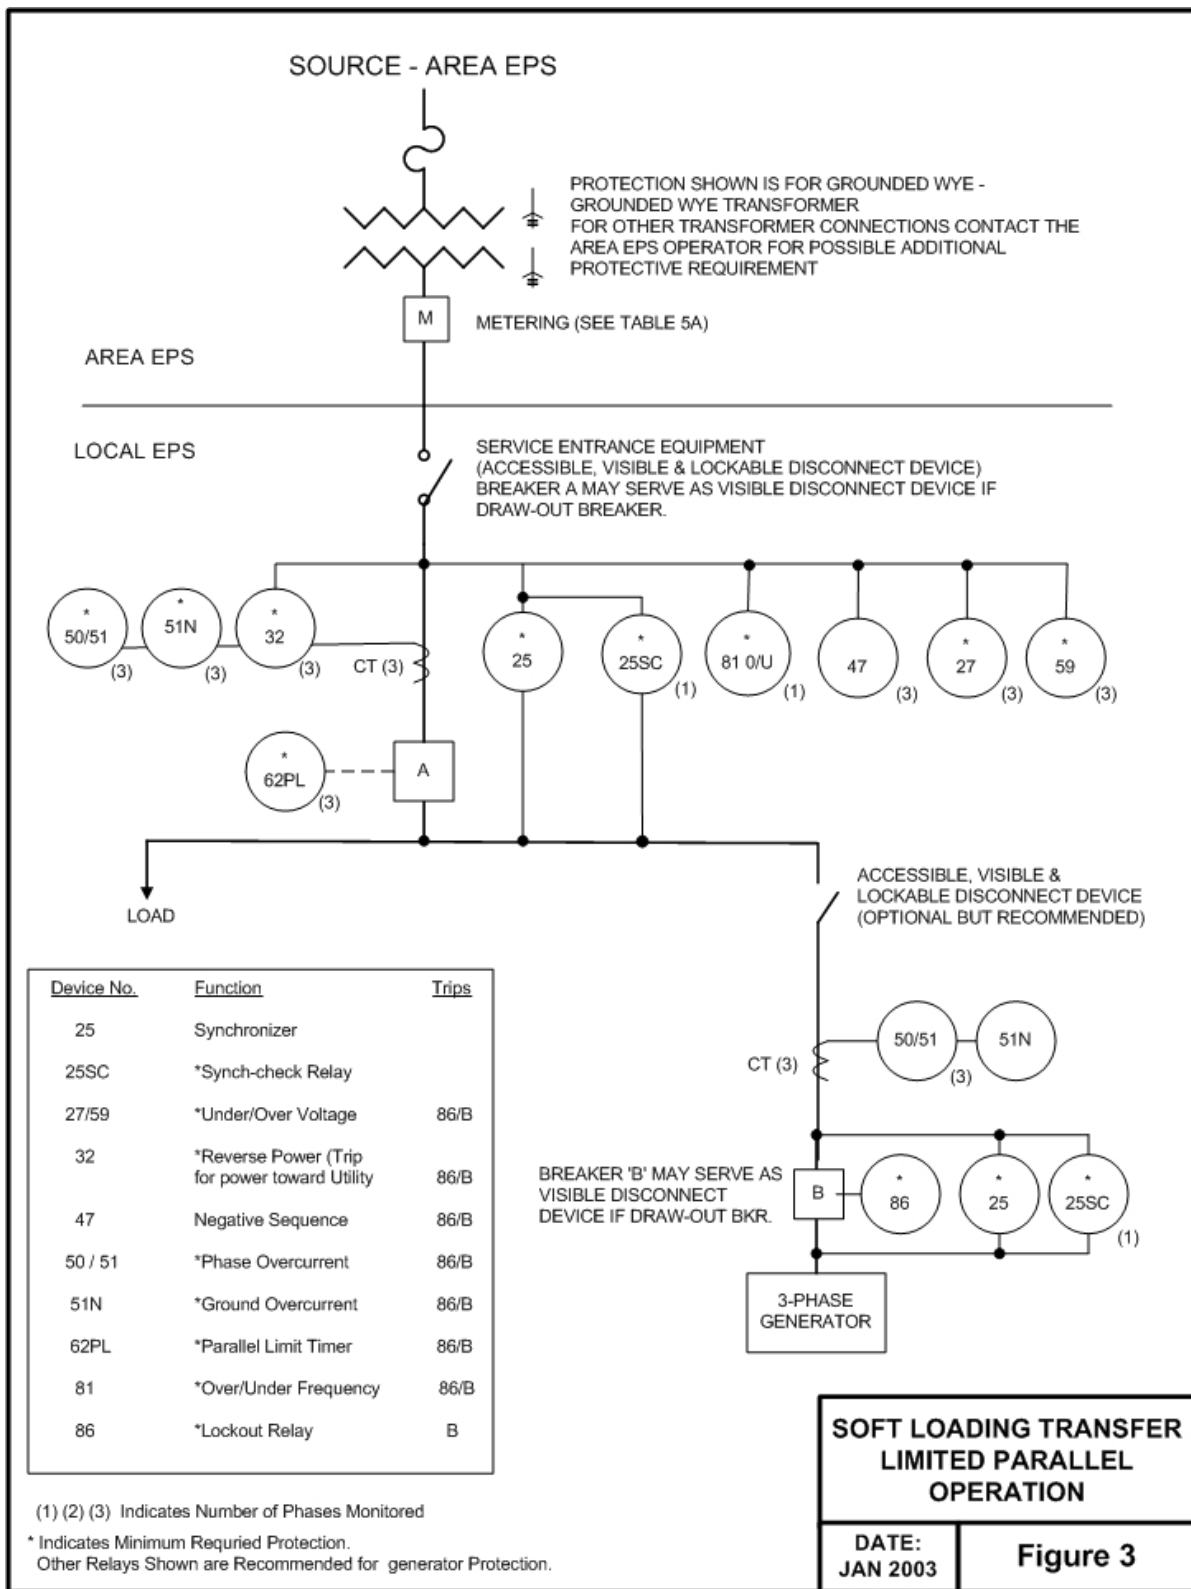 SOURCE - AREA EPS
PROTECTION SHOWN IS FOR GROUNDED WYE -
GROUNDED WYE TRANSFORMER
FOR OTHER TRANSFORMER CONNECTIONS CONTACT THE
AREA EPS OPERATOR FOR POSSIBLE ADDITIONAL
PROTECTIVE REQUIREMENT
M
METERING (SEE TABLE 5A)
AREA EPS
LOCAL EPS
SERVICE ENTRANCE EQUIPMENT
(ACCESSIBLE, VISIBLE & LOCKABLE DISCONNECT DEVICE)
BREAKER A MAY SERVE AS VISIBLE DISCONNECT DEVICE IF
DRAW-OUT BREAKER.
* 50/51 (3)
* 51N (3)
* 32 (3)
CT (3)
* 25
* 25SC (1)
* 81 0/U (1)
47 (3)
* 27 (3)
* 59 (3)
* 62PL (3)
A
LOAD
ACCESSIBLE, VISIBLE &
LOCKABLE DISCONNECT DEVICE
(OPTIONAL BUT RECOMMENDED)
CT (3)
50/51 (3)
51N
BREAKER 'B' MAY SERVE AS
VISIBLE DISCONNECT
DEVICE IF DRAW-OUT BKR.
B
* 86
* 25
* 25SC (1)
3-PHASE
GENERATOR
Device No. Function Trips
25 Synchronizer
25SC *Synch-check Relay
27/59 *Under/Over Voltage 86/B
32 *Reverse Power (Trip
for power toward Utility 86/B
47 Negative Sequence 86/B
50 / 51 *Phase Overcurrent 86/B
51N *Ground Overcurrent 86/B
62PL *Parallel Limit Timer 86/B
81 *Over/Under Frequency 86/B
86 *Lockout Relay B
(1) (2) (3) Indicates Number of Phases Monitored
* Indicates Minimum Requried Protection.
Other Relays Shown are Recommended for generator Protection.
SOFT LOADING TRANSFER
LIMITED PARALLEL
OPERATION
DATE:
JAN 2003
Figure 3